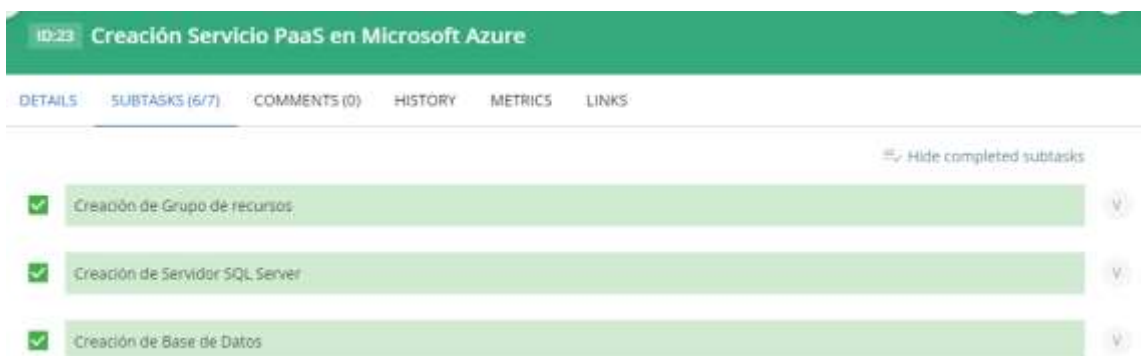 ID:23 Creación Servicio PaaS en Microsoft Azure
DETAILS SUBTASKS (6/7) COMMENTS (0) HISTORY METRICS LINKS
Hide completed subtasks
Creación de Grupo de recursos V
Creación de Servidor SQL Server V
Creación de Base de Datos V